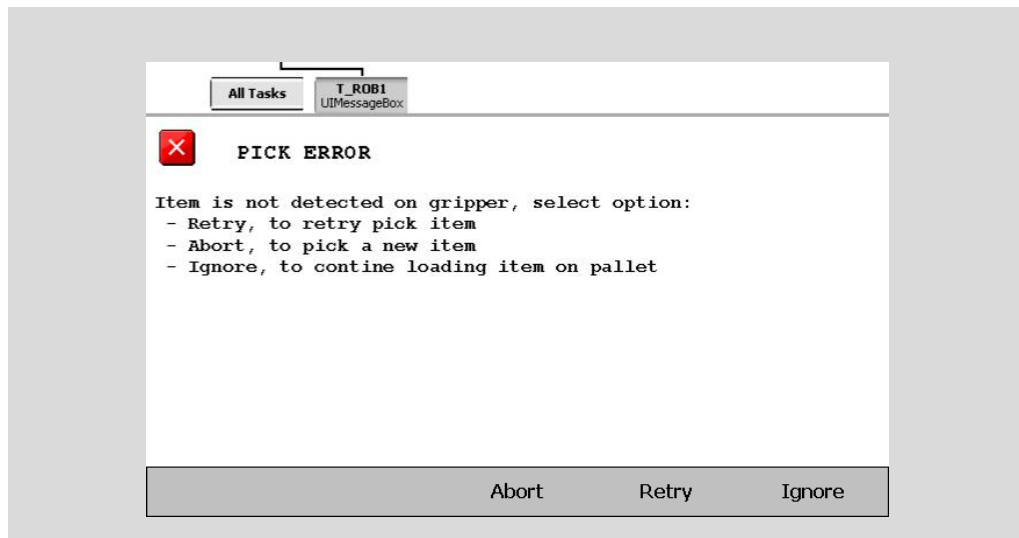 All Tasks
T_ROB1
UIMessageBox
PICK ERROR
Item is not detected on gripper, select option:
- Retry, to retry pick item
- Abort, to pick a new item
- Ignore, to contine loading item on pallet
Abort Retry Ignore